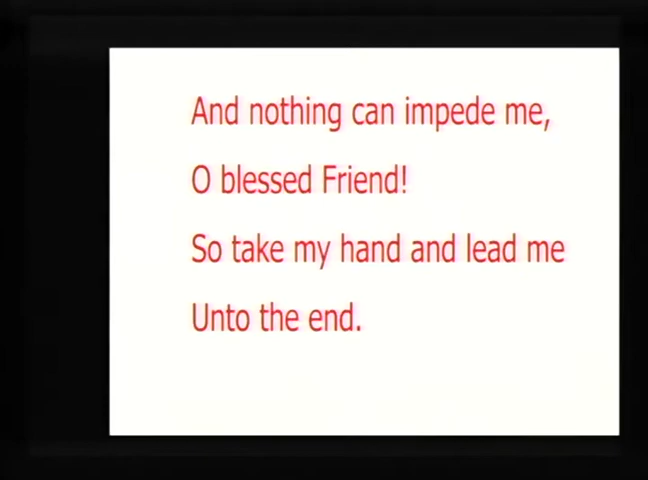 And nothing can impede me,
O blessed Friend!
So take my hand and lead me
Unto the end.